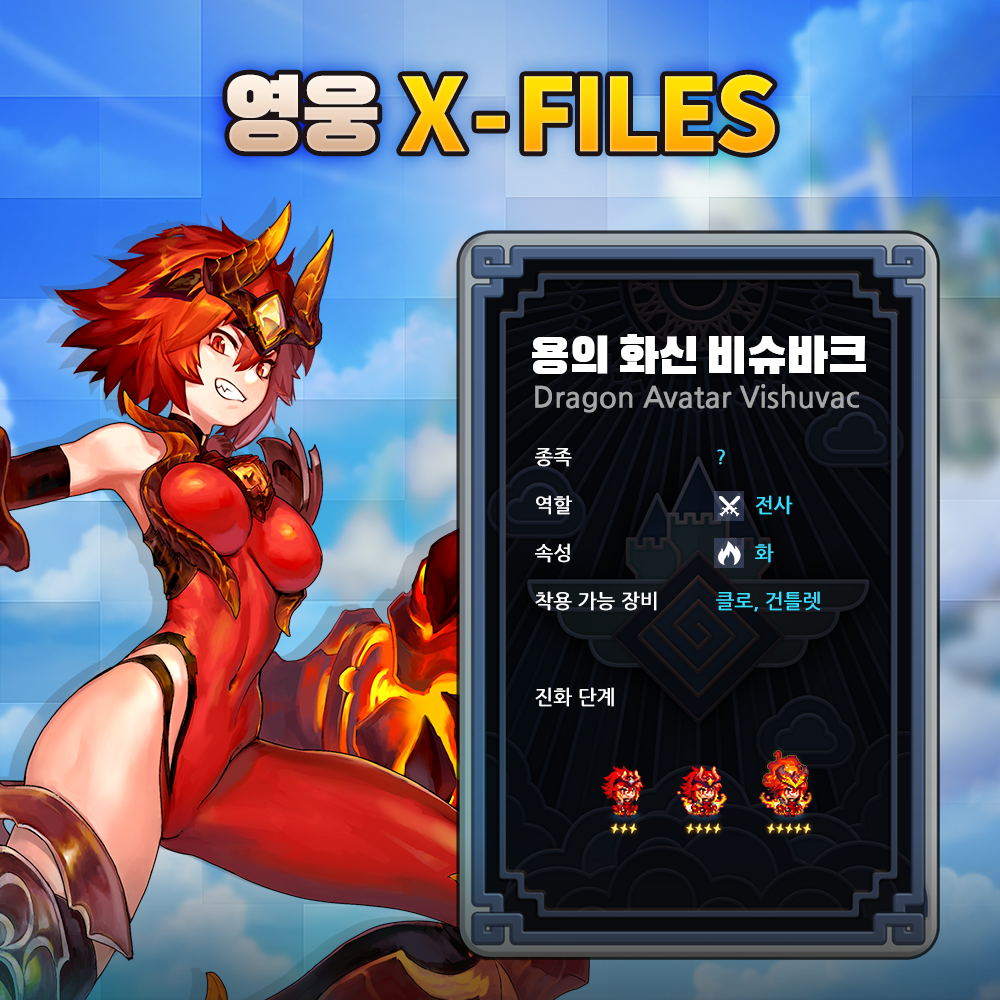 영웅 X-FILES
용의 화신 비슈바크
Dragon Avatar Vishuvac
종족 ?
역할 전사
속성 화
착용 가능 장비 클로, 건틀렛
진화 단계